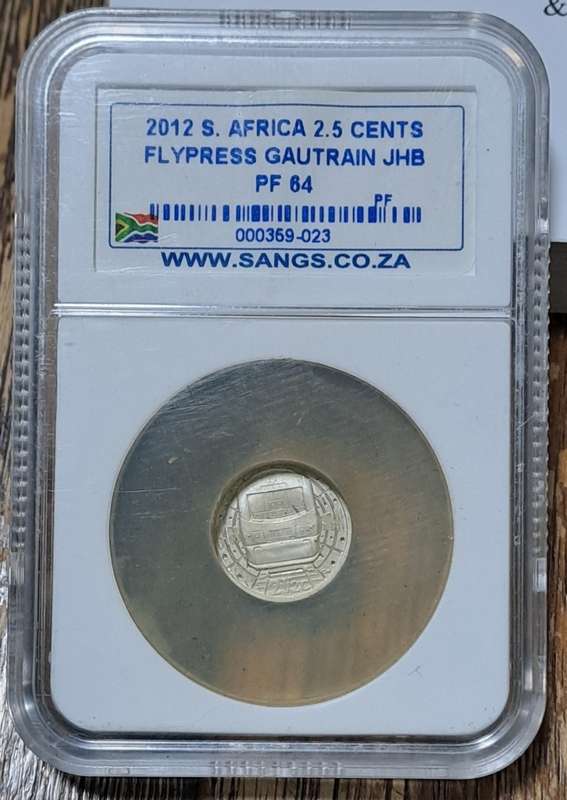 &
2012 S. AFRICA 2.5 CENTS
FLYPRESS GAUTRAIN JHB
PF 64
PF
000369-023
WWW.SANGS.CO.ZA